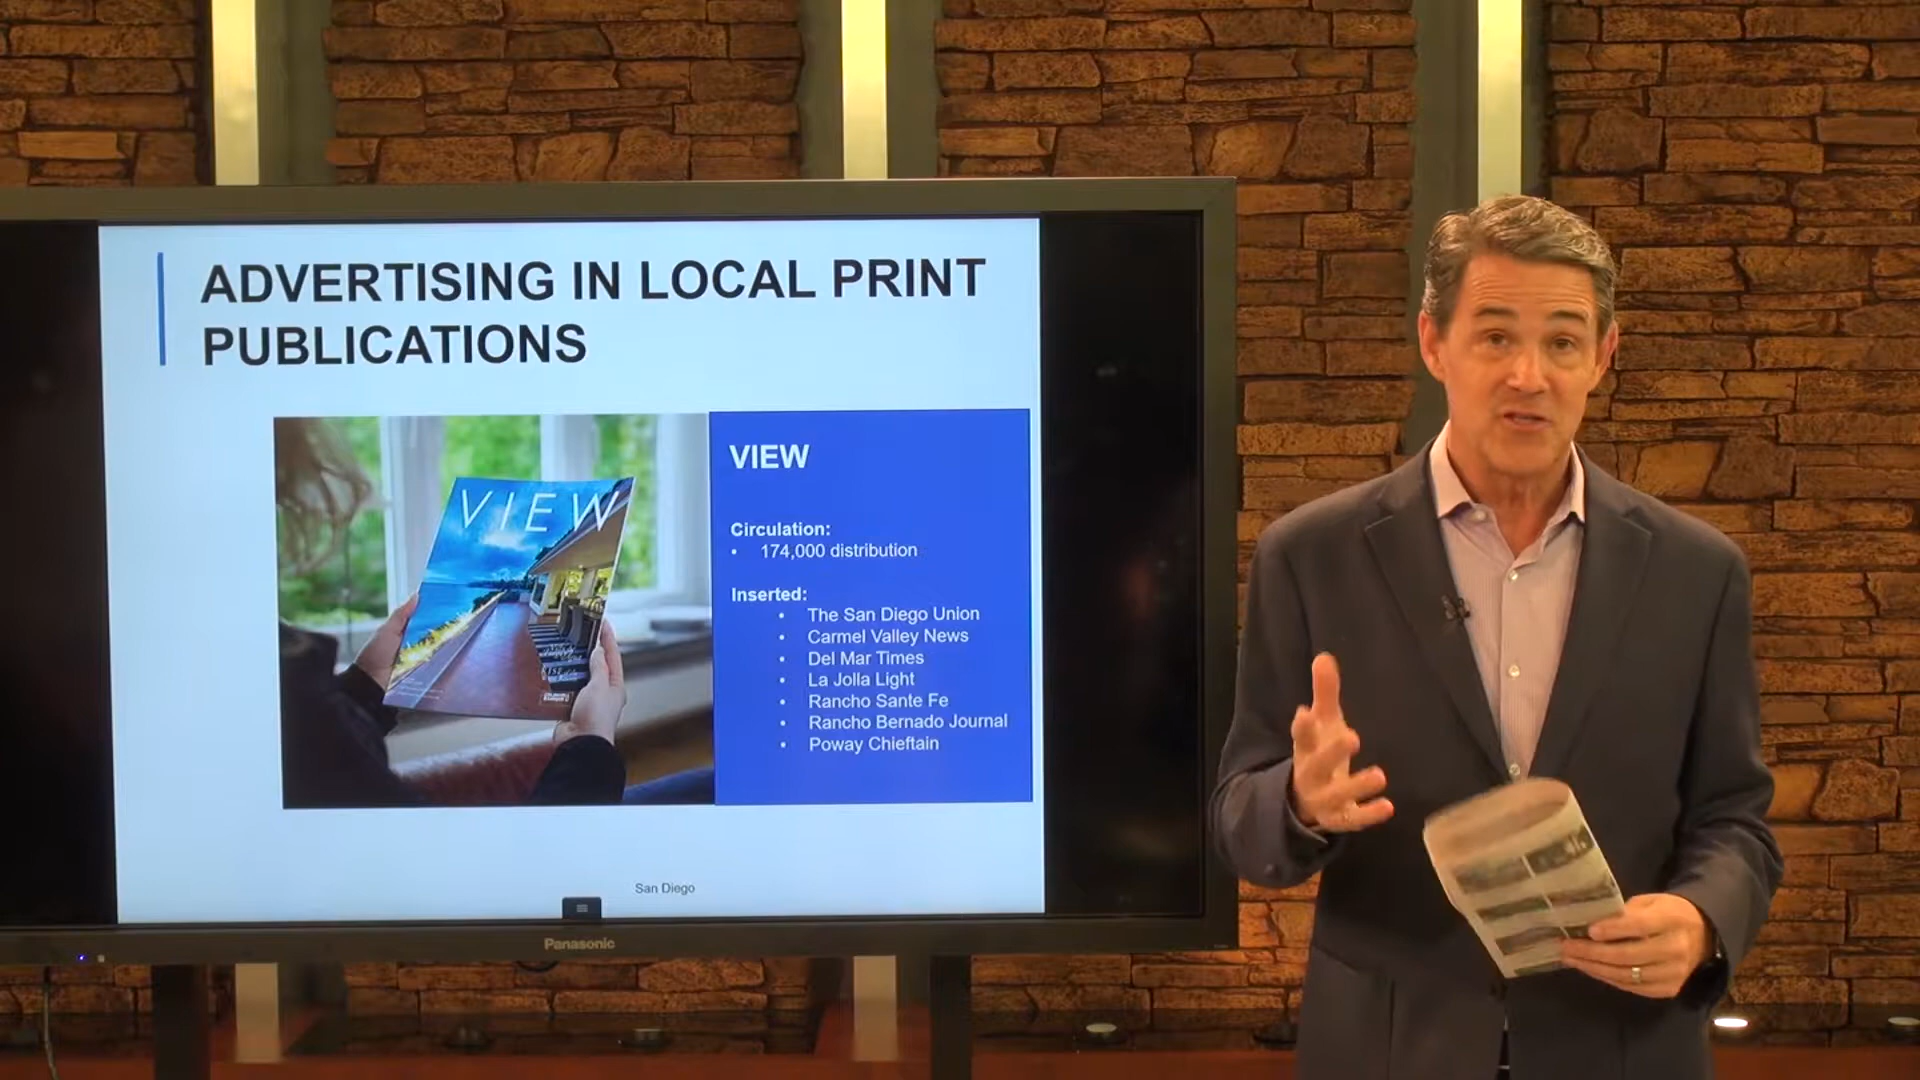 ADVERTISING IN LOCAL PRINT
PUBLICATIONS
VIEW
VIEW
Circulation:
• 174,000 distribution
Inserted:
• The San Diego Union
• Carmel Valley News
• Del Mar Times
• La Jolla Light
• Rancho Sante Fe
• Rancho Bernado Journal
• Poway Chieftain
San Diego
Panasonic